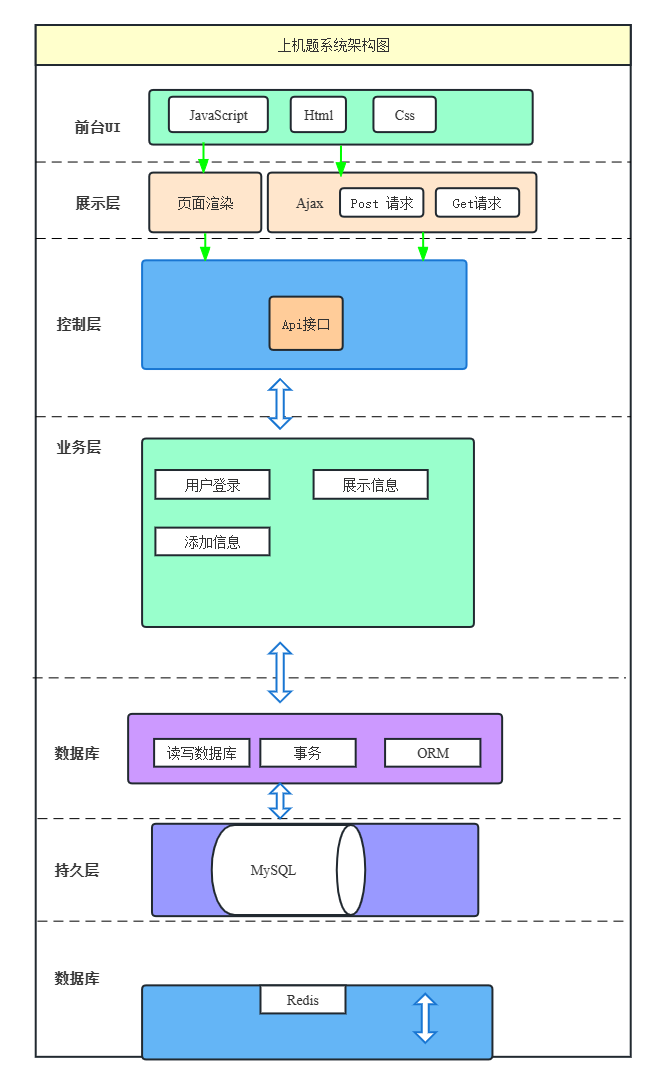 上机题系统架构图
前台UI
JavaScript
Html
Css
展示层
页面渲染
Ajax
Post 请求
Get请求
控制层
Api接口
业务层
用户登录
展示信息
添加信息
数据库
读写数据库
事务
ORM
持久层
MySQL
数据库
Redis